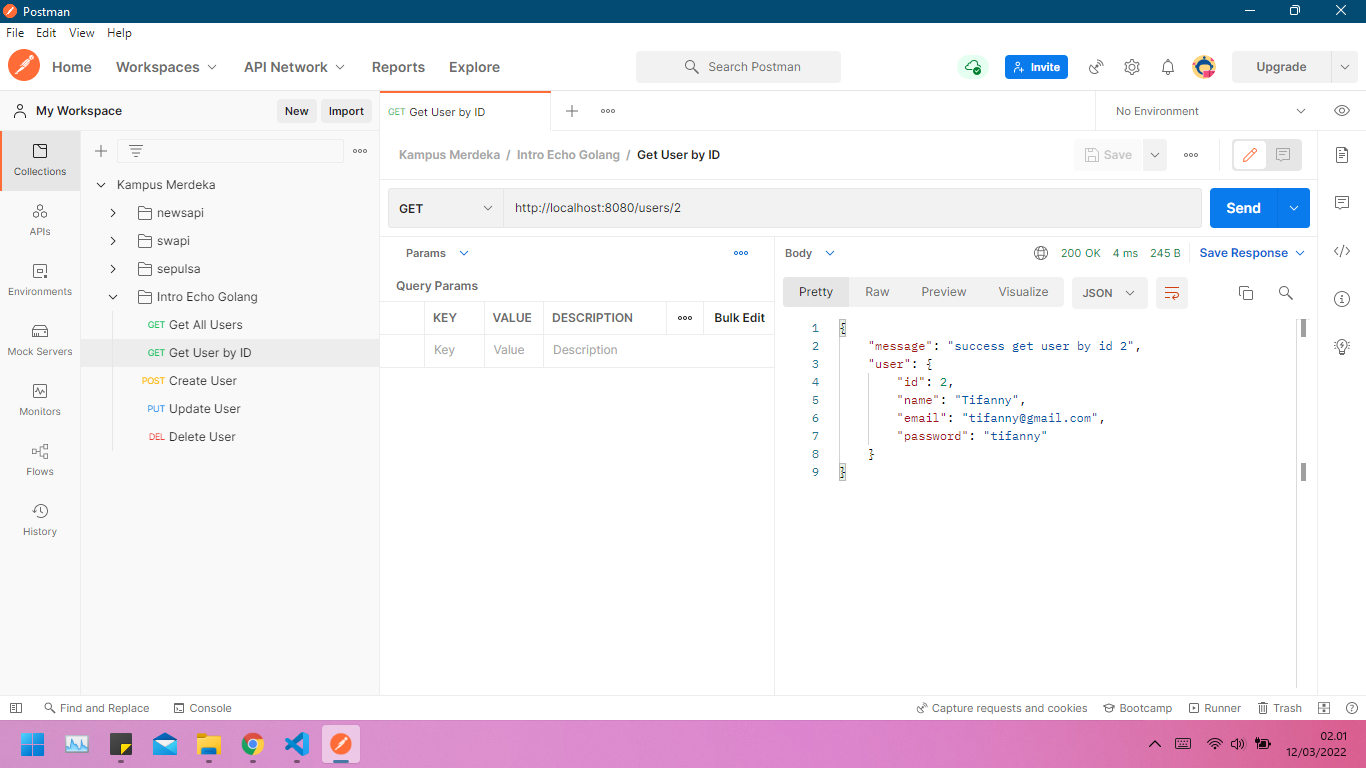 Postman
File Edit View Help
Home Workspaces API Network Reports Explore Search Postman Invite Upgrade
My Workspace New Import
GET Get User by ID
No Environment
Collections
APIs
Environments
Mock Servers
Monitors
Flows
History
Kampus Merdeka
newsapi
swapi
sepulsa
Intro Echo Golang
GET Get All Users
GET Get User by ID
POST Create User
PUT Update User
DEL Delete User
Kampus Merdeka / Intro Echo Golang / Get User by ID
Save
GET http://localhost:8080/users/2 Send
Params
Query Params
KEY VALUE DESCRIPTION Bulk Edit
Key Value Description
Body 200 OK 4 ms 245 B Save Response
Pretty Raw Preview Visualize JSON
1 {
2 "message": "success get user by id 2",
3 "user": {
4 "id": 2,
5 "name": "Tifanny",
6 "email": "tifanny@gmail.com",
7 "password": "tifanny"
8 }
9 }
Find and Replace Console Capture requests and cookies Bootcamp Runner Trash
02.01
12/03/2022